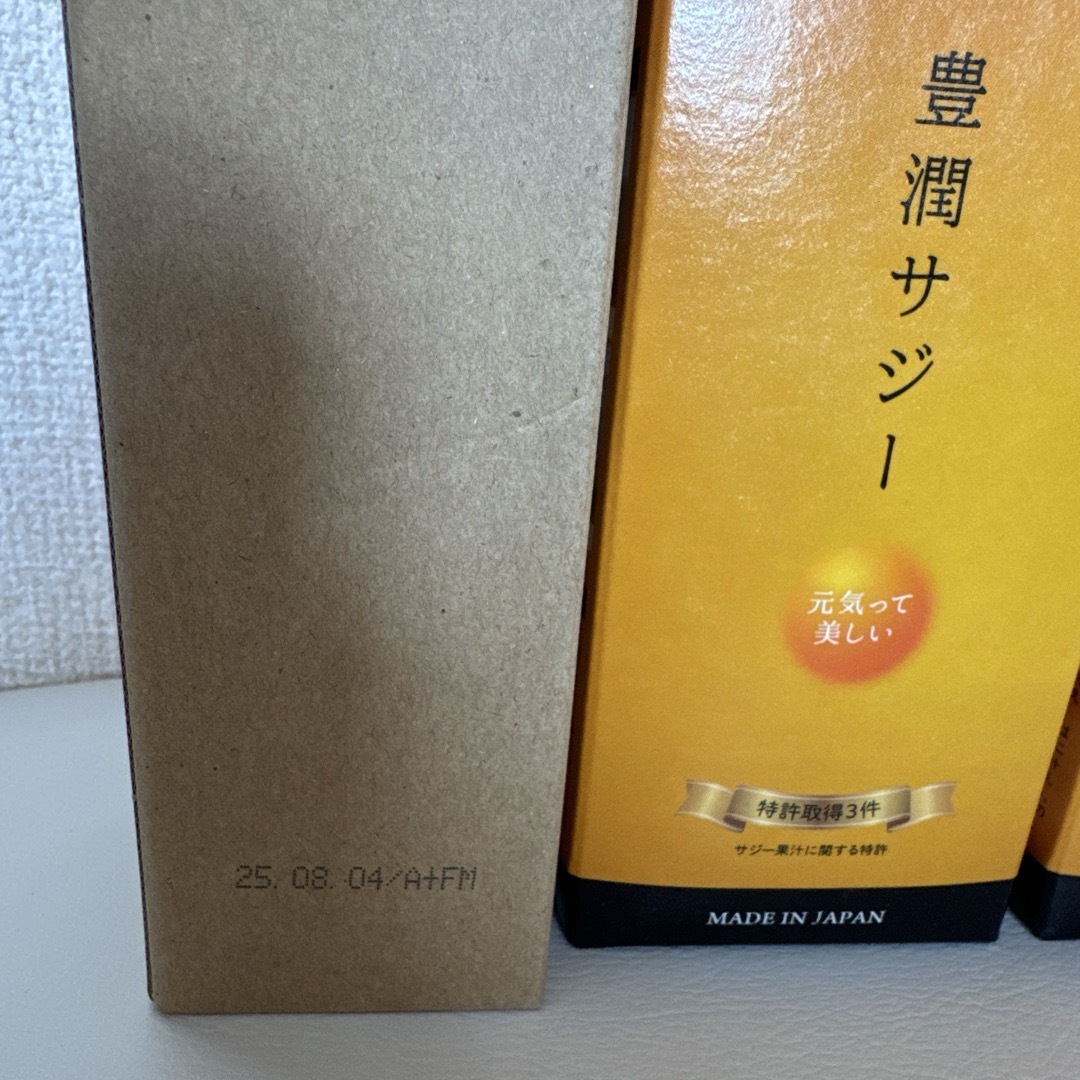 豊潤サジー
元気って
美しい
特許取得3件
サジー果汁に関する特許
MADE IN JAPAN
25.08.04/A+FM